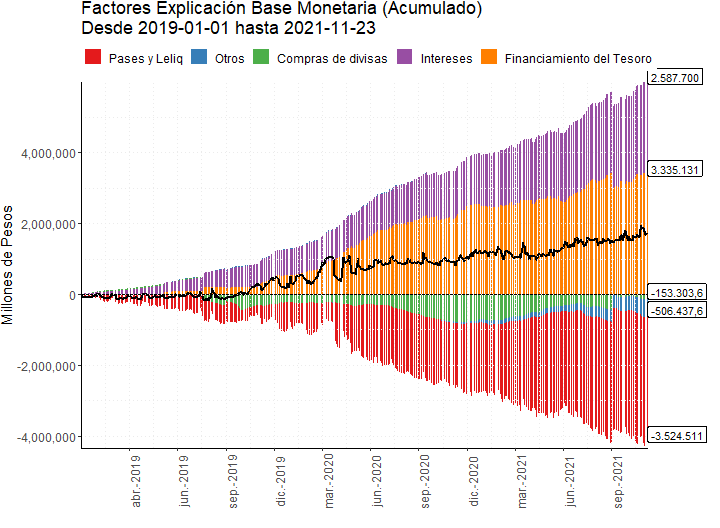 Factores Explicación Base Monetaria (Acumulado)
Desde 2019-01-01 hasta 2021-11-23
Pases y Leliq Otros Compras de divisas Intereses Financiamiento del Tesoro
Millones de Pesos
4,000,000
2,000,000
0
-2,000,000
-4,000,000
2.587.700
3.335.131
-153.303,6
-506.437,6
-3.524.511
abr.-2019
jun.-2019
sep.-2019
dic.-2019
mar.-2020
jun.-2020
sep.-2020
dic.-2020
mar.-2021
jun.-2021
sep.-2021